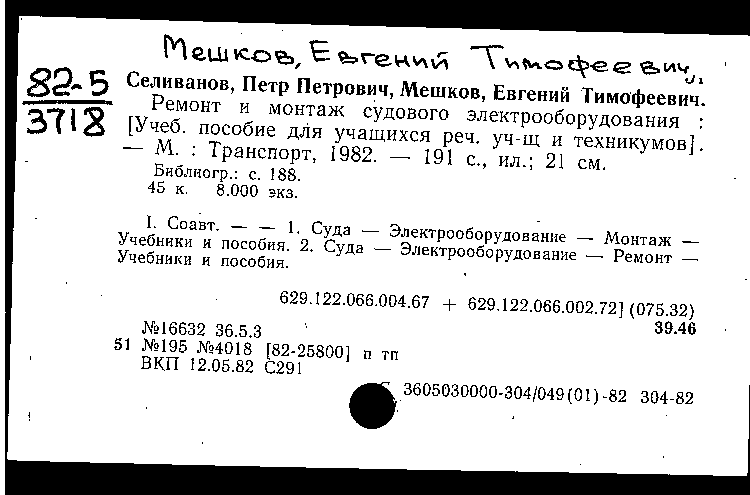 Мешков, Евгений Тимофеевич,
82-5
3718
Селиванов, Петр Петрович, Мешков, Евгений Тимофеевич.
Ремонт и монтаж судового электрооборудования :
[Учеб. пособие для учащихся реч. уч-щ и техникумов].
— М. : Транспорт, 1982. — 191 с., ил.; 21 см.
Библиогр.: с. 188.
45 к. 8.000 экз.
I. Соавт. — — 1. Суда — Электрооборудование — Монтаж —
Учебники и пособия. 2. Суда — Электрооборудование — Ремонт —
Учебники и пособия.
629.122.066.004.67 + 629.122.066.002.72] (075.32)
№16632 36.5.3 39.46
51 №195 №4018 [82-25800] п тп
ВКП 12.05.82 С291
С 3605030000-304/049(01)-82 304-82